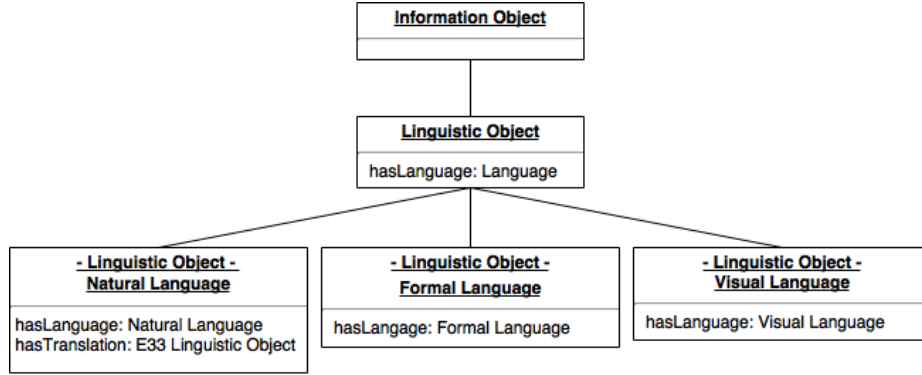 Information Object
Linguistic Object
hasLanguage: Language
- Linguistic Object -
Natural Language
hasLanguage: Natural Language
hasTranslation: E33 Linguistic Object
- Linguistic Object -
Formal Language
hasLangage: Formal Language
- Linguistic Object -
Visual Language
hasLanguage: Visual Language